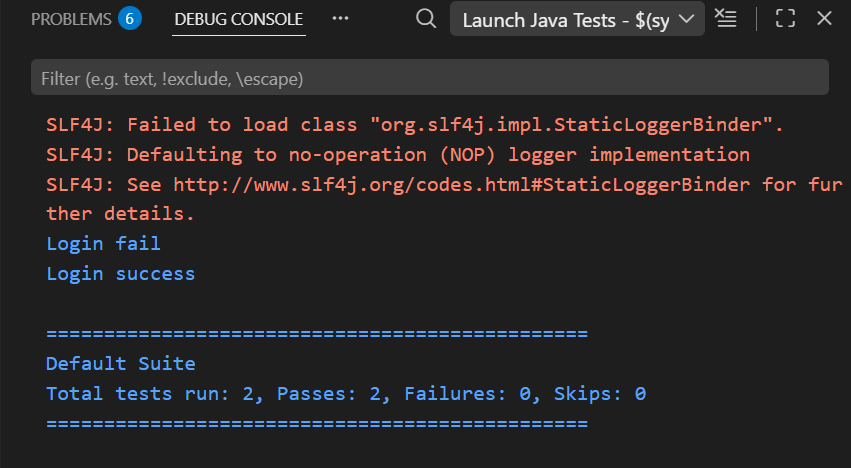 PROBLEMS 6 DEBUG CONSOLE ··· Launch Java Tests - $(sy
Filter (e.g. text, !exclude, \escape)
SLF4J: Failed to load class "org.slf4j.impl.StaticLoggerBinder".
SLF4J: Defaulting to no-operation (NOP) logger implementation
SLF4J: See http://www.slf4j.org/codes.html#StaticLoggerBinder for fur
ther details.
Login fail
Login success
===============================================
Default Suite
Total tests run: 2, Passes: 2, Failures: 0, Skips: 0
===============================================